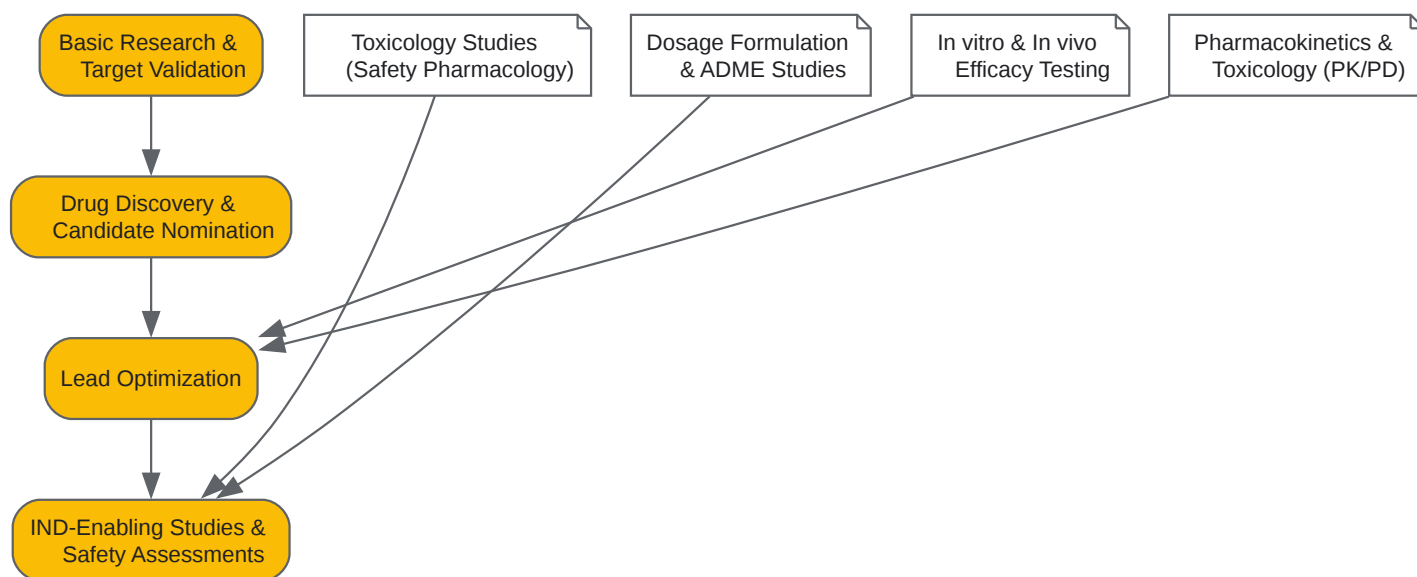 Basic Research &
Target Validation
Toxicology Studies
(Safety Pharmacology)
Dosage Formulation
& ADME Studies
In vitro & In vivo
Efficacy Testing
Pharmacokinetics &
Toxicology (PK/PD)
Drug Discovery &
Candidate Nomination
Lead Optimization
IND-Enabling Studies &
Safety Assessments